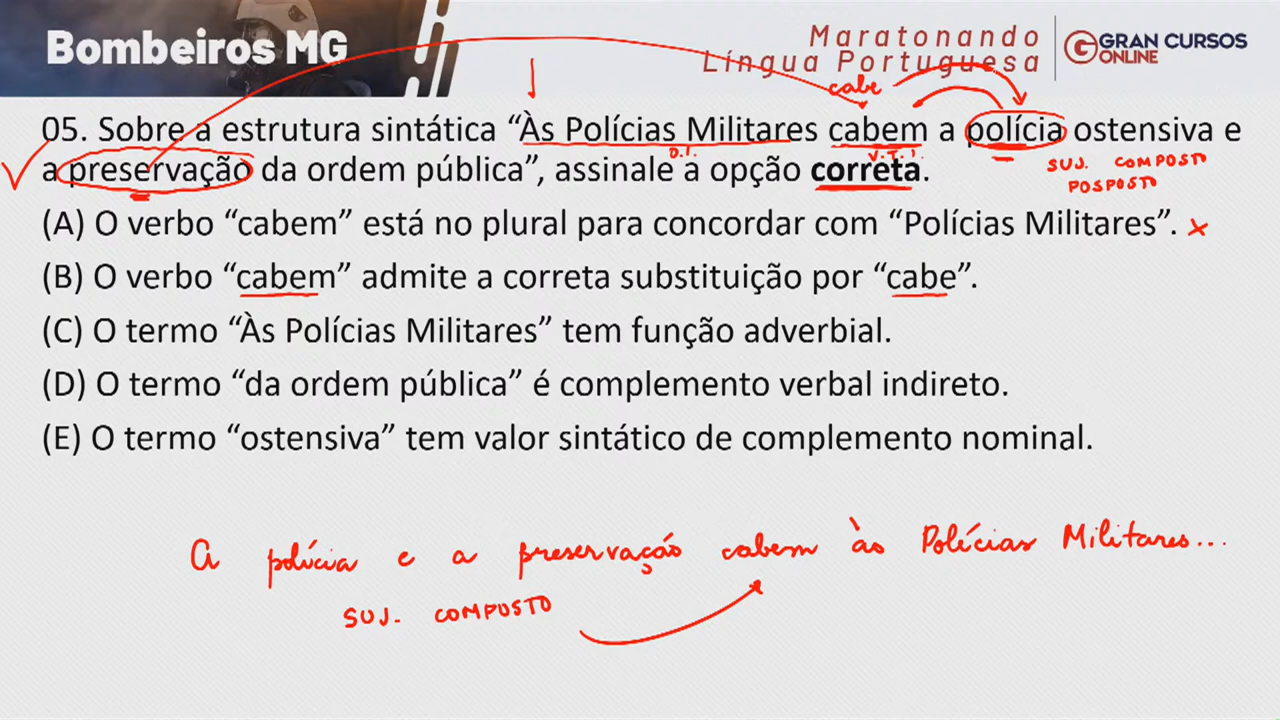 Bombeiros MG
Maratonando
Língua Portuguesa
GRAN CURSOS
ONLINE
cabe
05. Sobre a estrutura sintática “Às Polícias Militares cabem a polícia ostensiva e
O.I.
V.T.I.
a preservação da ordem pública”, assinale a opção correta.
SUJ. COMPOSTO
POSPOSTO
(A) O verbo “cabem” está no plural para concordar com “Polícias Militares”. x
(B) O verbo “cabem” admite a correta substituição por “cabe”.
(C) O termo “Às Polícias Militares” tem função adverbial.
(D) O termo “da ordem pública” é complemento verbal indireto.
(E) O termo “ostensiva” tem valor sintático de complemento nominal.
A polícia e a preservação cabem às Polícias Militares...
SUJ. COMPOSTO